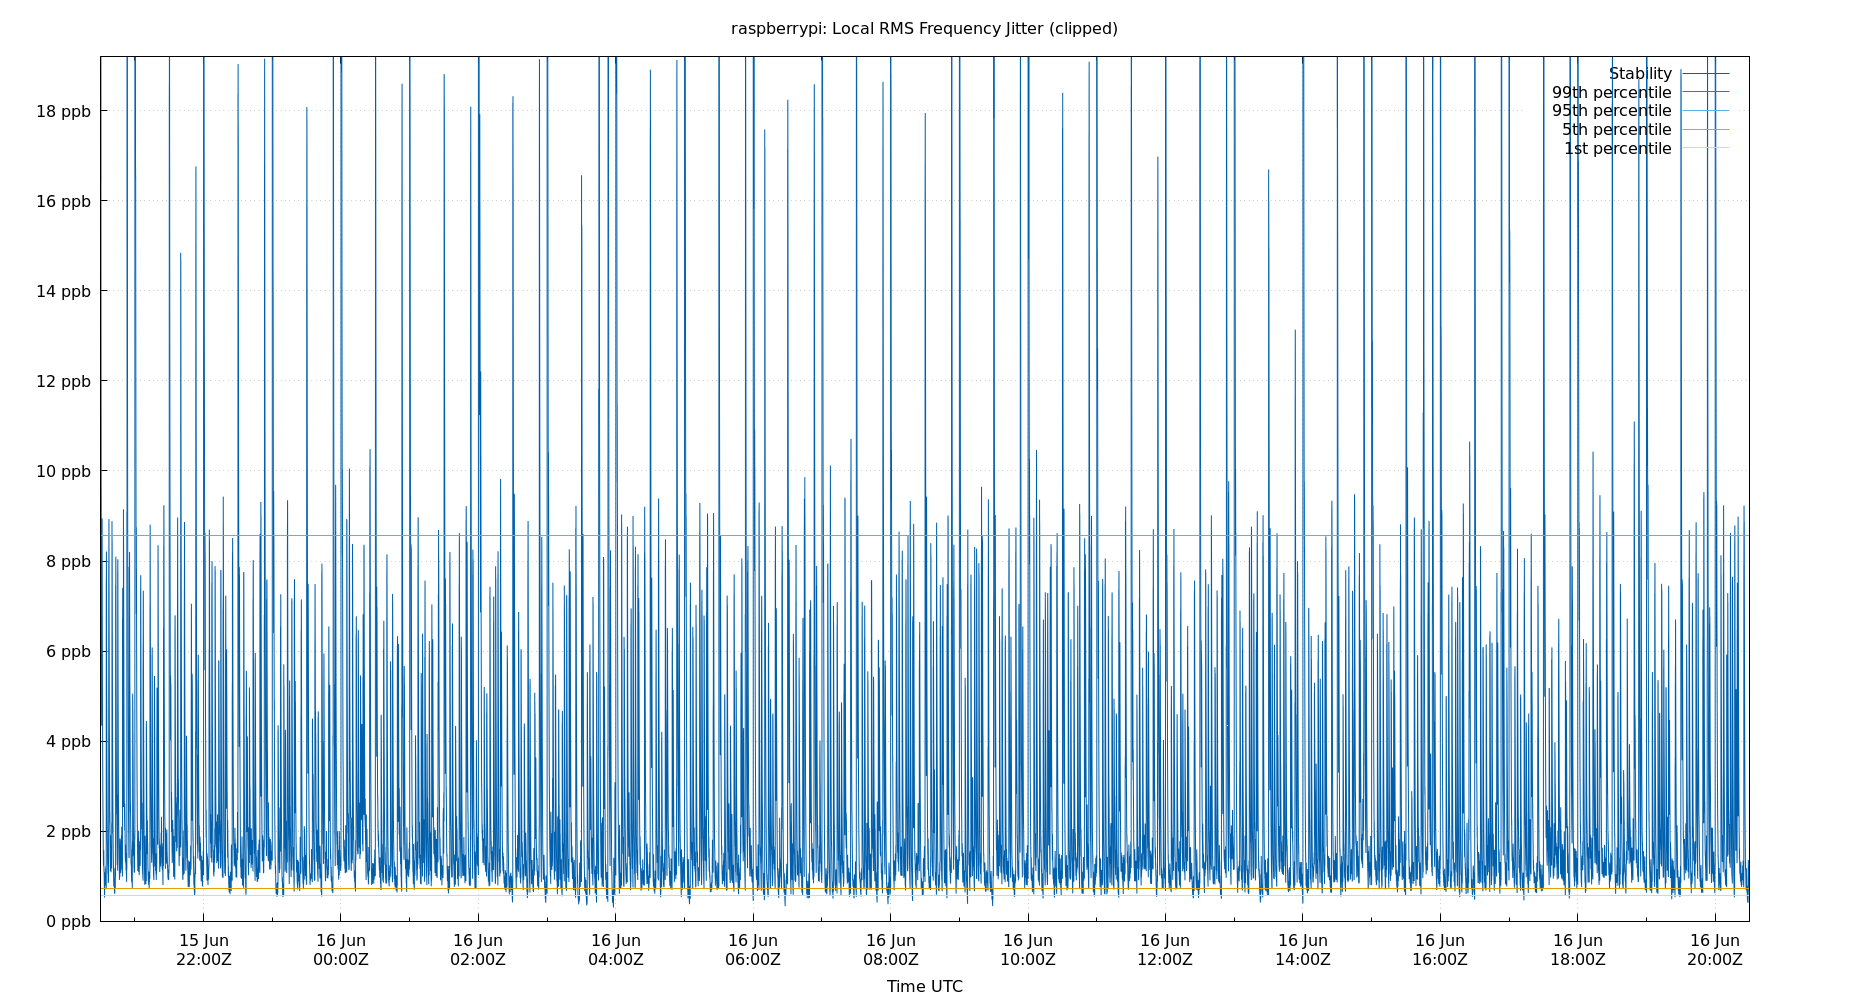 raspberrypi: Local RMS Frequency Jitter (clipped)
Stability
99th percentile
95th percentile
5th percentile
1st percentile
18 ppb
16 ppb
14 ppb
12 ppb
10 ppb
8 ppb
6 ppb
4 ppb
2 ppb
0 ppb
15 Jun 16 Jun 16 Jun 16 Jun 16 Jun 16 Jun 16 Jun 16 Jun 16 Jun 16 Jun 16 Jun 16 Jun
22:00Z 00:00Z 02:00Z 04:00Z 06:00Z 08:00Z 10:00Z 12:00Z 14:00Z 16:00Z 18:00Z 20:00Z
Time UTC